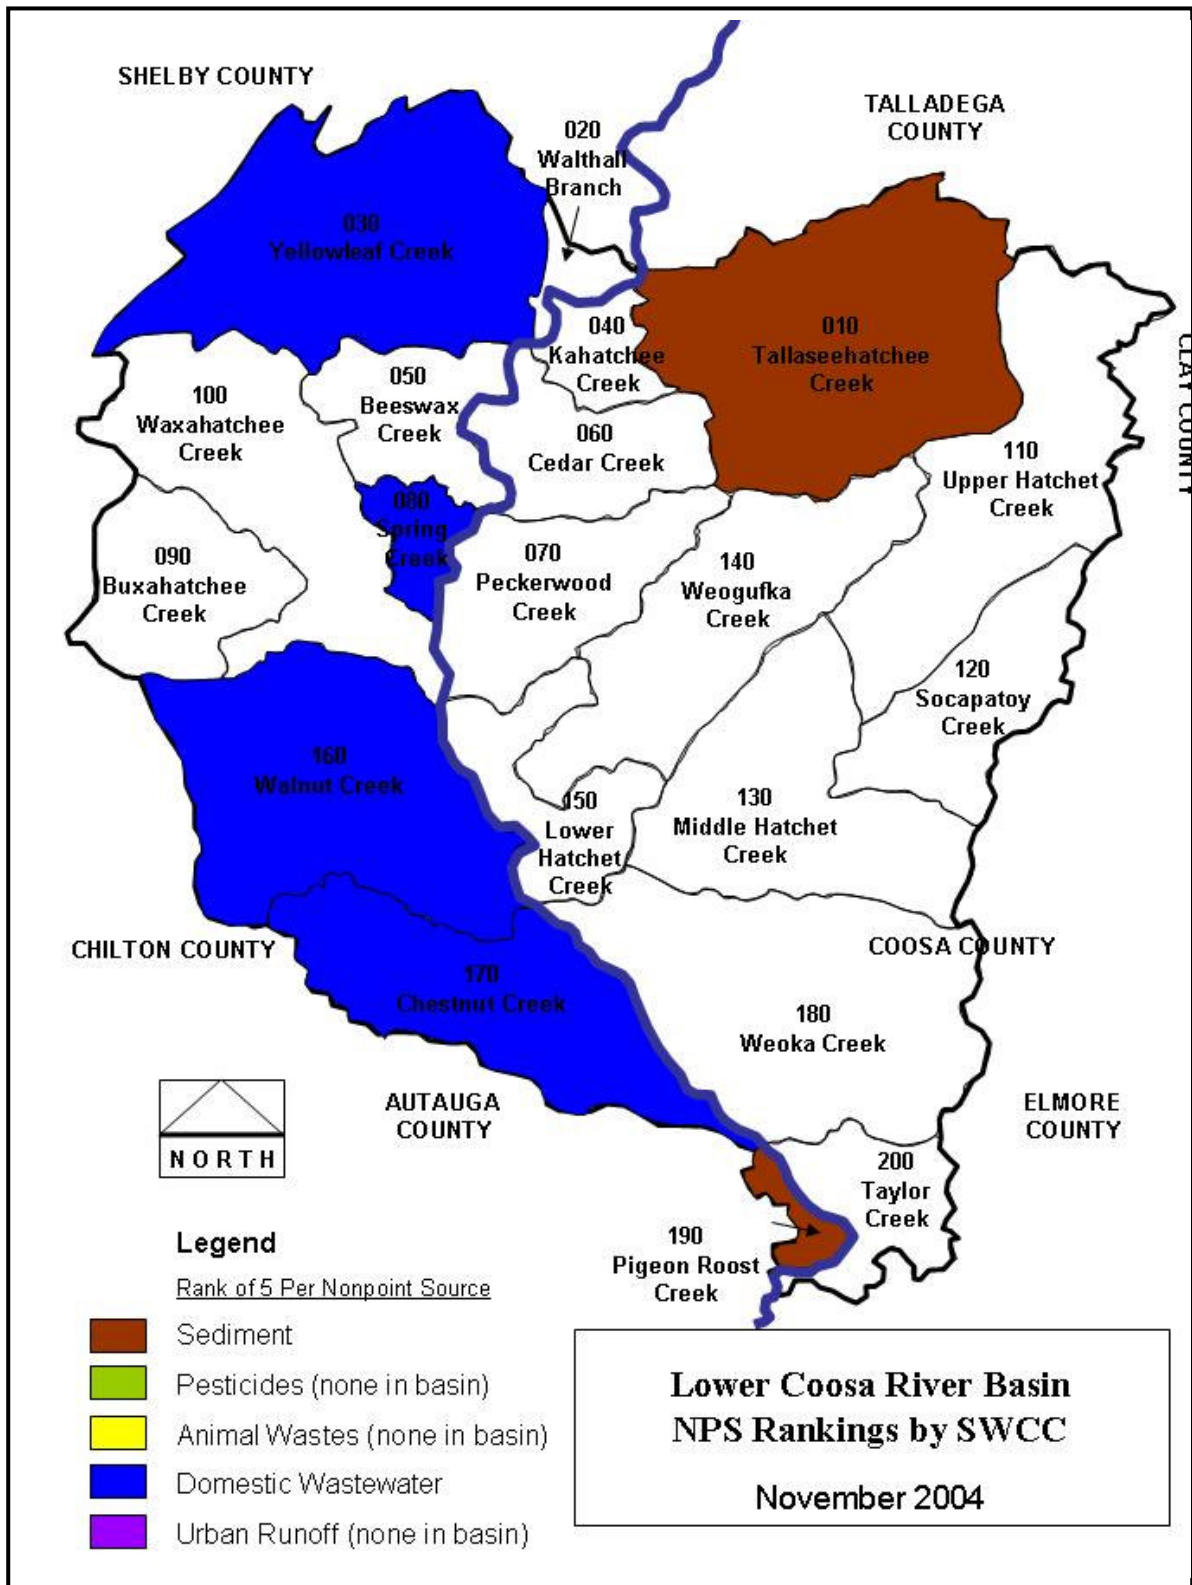 SHELBY COUNTY
TALLADEGA
COUNTY
020
Walthall
Branch
030
Yellowleaf Creek
040
Kahatchee
Creek
010
Tallaseehatchee
Creek
CLAY COUNTY
050
Beeswax
Creek
100
Waxahatchee
Creek
060
Cedar Creek
110
Upper Hatchet
Creek
080
Spring
Creek
090
Buxahatchee
Creek
070
Peckerwood
Creek
140
Weogufka
Creek
120
Socapatoy
Creek
160
Walnut Creek
150
Lower
Hatchet
Creek
130
Middle Hatchet
Creek
CHILTON COUNTY
COOSA COUNTY
170
Chestnut Creek
180
Weoka Creek
AUTAUGA
COUNTY
ELMORE
COUNTY
NORTH
200
Taylor
Creek
190
Pigeon Roost
Creek
Legend
Rank of 5 Per Nonpoint Source
Sediment
Pesticides (none in basin)
Animal Wastes (none in basin)
Domestic Wastewater
Urban Runoff (none in basin)
Lower Coosa River Basin
NPS Rankings by SWCC
November 2004